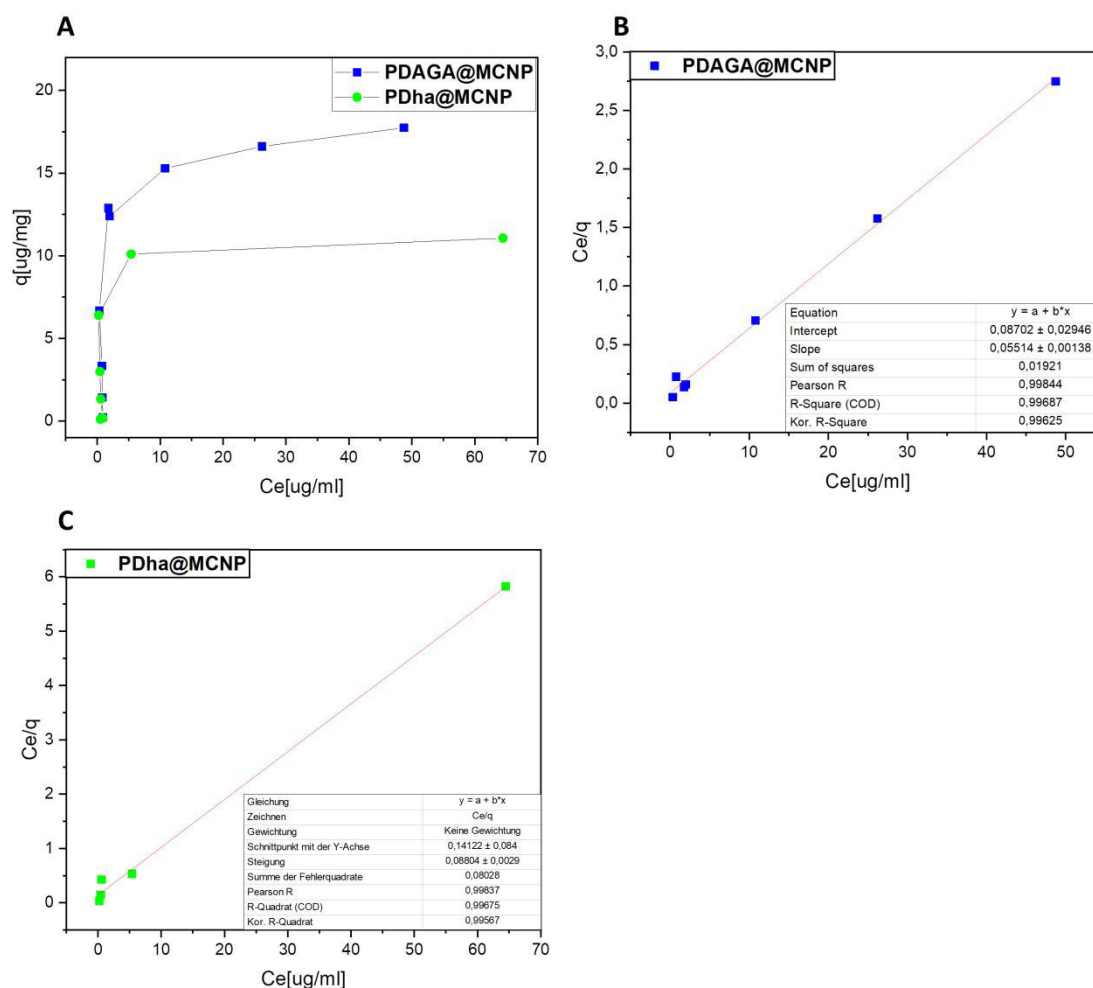 A
PDAGA@MCNP
PDha@MCNP
20
15
10
5
0
q[ug/mg]
0 10 20 30 40 50 60 70
Ce[ug/ml]
B
PDAGA@MCNP
3,0
2,5
2,0
1,5
1,0
0,5
0,0
Ce/q
Equation y = a + b*x
Intercept 0,08702 ± 0,02946
Slope 0,05514 ± 0,00138
Sum of squares 0,01921
Pearson R 0,99844
R-Square (COD) 0,99687
Kor. R-Square 0,99625
0 10 20 30 40 50
Ce[ug/ml]
C
PDha@MCNP
6
5
4
3
2
1
0
Ce/q
Gleichung y = a + b*x
Zeichnen Ce/q
Gewichtung Keine Gewichtung
Schnittpunkt mit der Y-Achse 0,14122 ± 0,084
Steigung 0,08804 ± 0,0029
Summe der Fehlerquadrate 0,08028
Pearson R 0,99837
R-Quadrat (COD) 0,99675
Kor. R-Quadrat 0,99567
0 10 20 30 40 50 60 70
Ce[ug/ml]